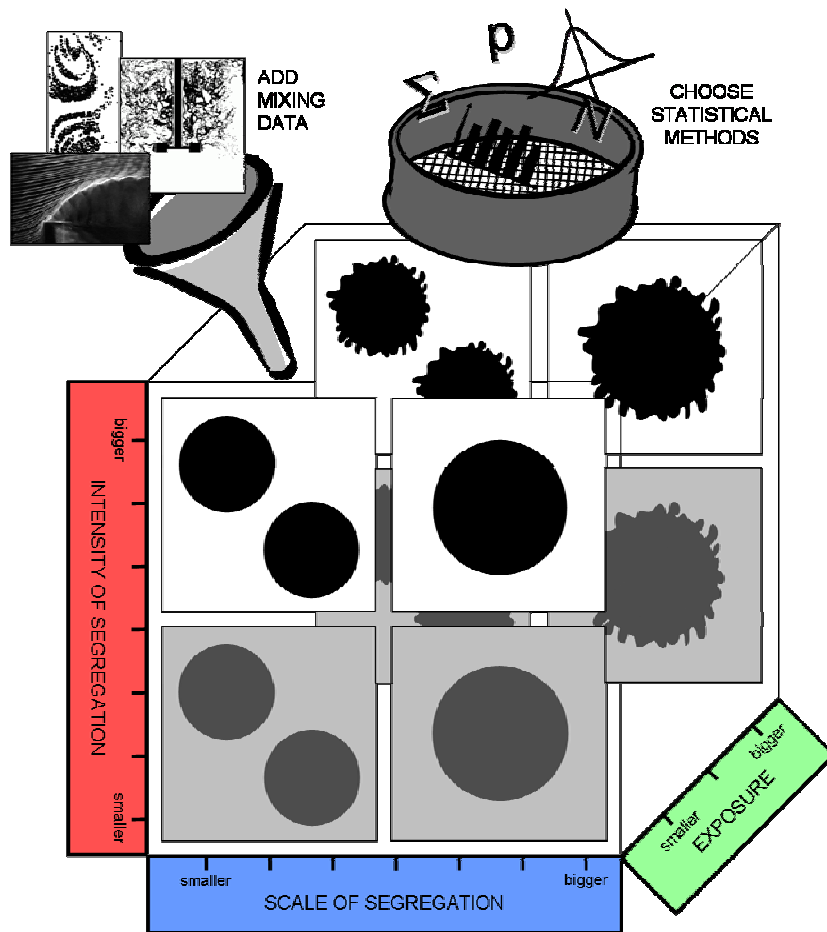 ADD
MIXING
DATA
Σ
p
N
CHOOSE
STATISTICAL
METHODS
bigger
INTENSITY OF SEGREGATION
smaller
smaller
bigger
SCALE OF SEGREGATION
smaller
bigger
EXPOSURE